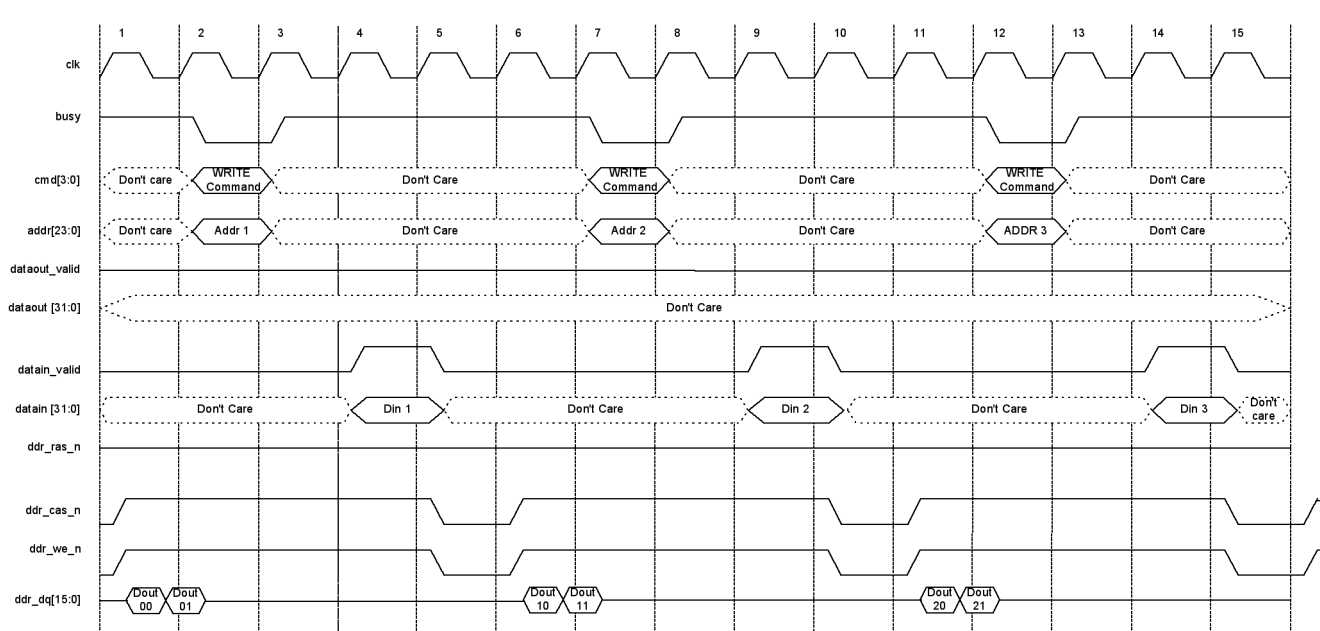 1 2 3 4 5 6 7 8 9 10 11 12 13 14 15
clk
busy
cmd[3:0] Don't care WRITE Command Don't Care WRITE Command Don't Care WRITE Command Don't Care
addr[23:0] Don't care Addr 1 Don't Care Addr 2 Don't Care ADDR 3 Don't Care
dataout_valid
dataout [31:0] Don't Care
datain_valid
datain [31:0] Don't Care Din 1 Don't Care Din 2 Don't Care Din 3 Don't care
ddr_ras_n
ddr_cas_n
ddr_we_n
ddr_dq[15:0] Dout 00 Dout 01 Dout 10 Dout 11 Dout 20 Dout 21